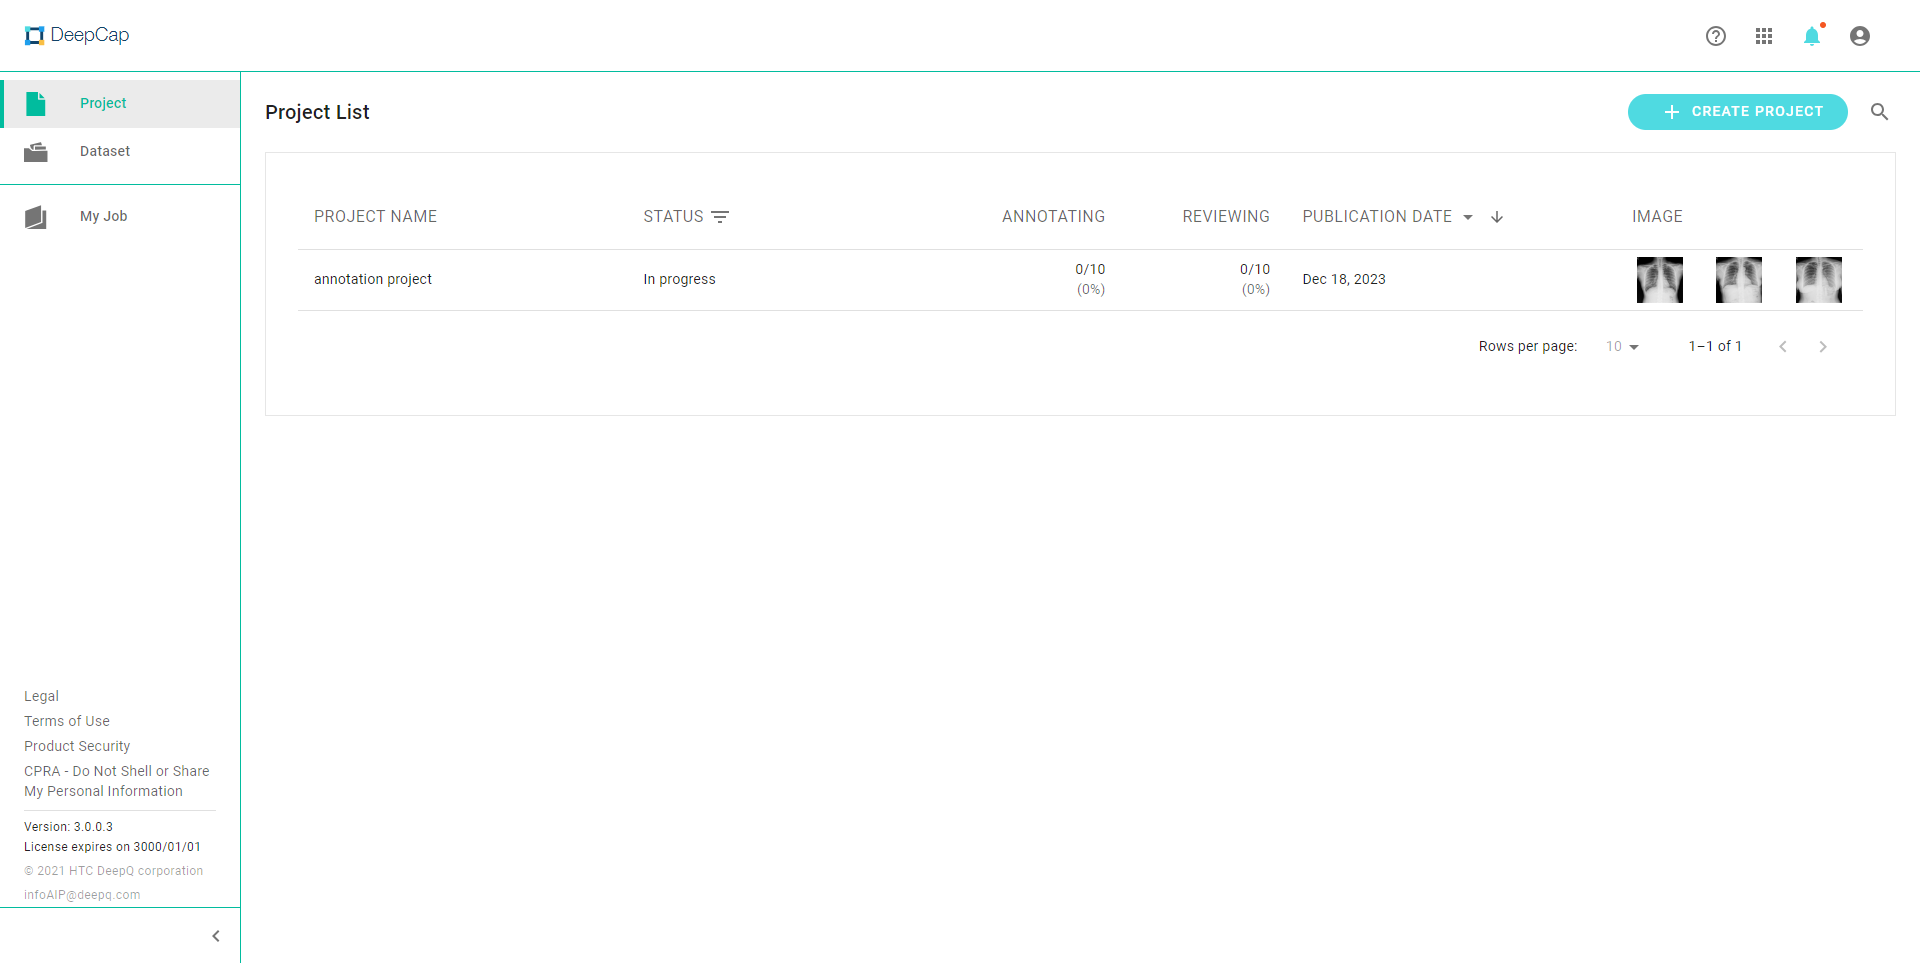 DeepCap
Project
Dataset
My Job
Project List
CREATE PROJECT
PROJECT NAME STATUS ANNOTATING REVIEWING PUBLICATION DATE IMAGE
annotation project In progress 0/10 (0%) 0/10 (0%) Dec 18, 2023
Rows per page: 10 1–1 of 1
Legal
Terms of Use
Product Security
CPRA - Do Not Shell or Share
My Personal Information
Version: 3.0.0.3
License expires on 3000/01/01
© 2021 HTC DeepQ corporation
infoAIP@deepq.com